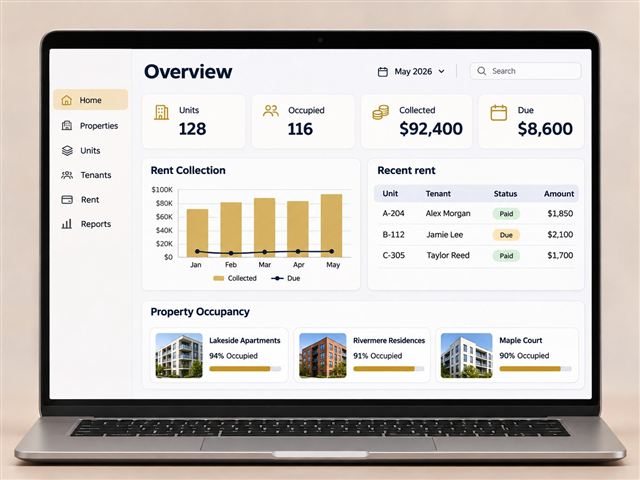 Overview
May 2026
Search
Home
Properties
Units
Tenants
Rent
Reports
Units
128
Occupied
116
Collected
$92,400
Due
$8,600
Rent Collection
$100K
$80K
$60K
$40K
$20K
$0
Jan Feb Mar Apr May
Collected Due
Recent rent
Unit Tenant Status Amount
A-204 Alex Morgan Paid $1,850
B-112 Jamie Lee Due $2,100
C-305 Taylor Reed Paid $1,700
Property Occupancy
Lakeside Apartments
94% Occupied
Rivermere Residences
91% Occupied
Maple Court
90% Occupied